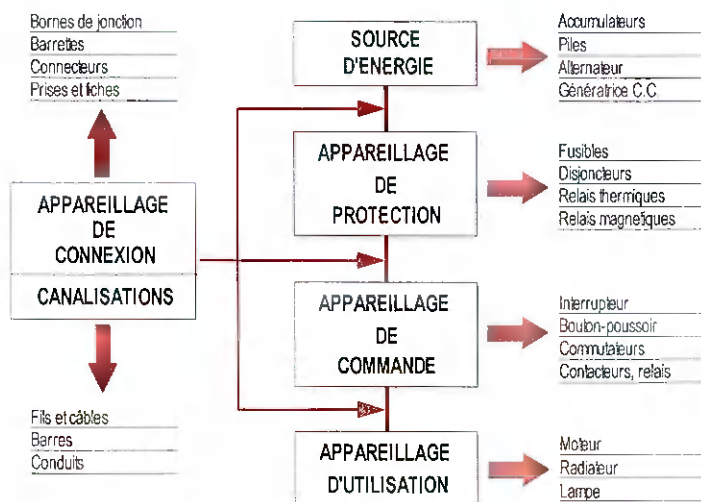 Bornes de jonction
Barrettes
Connecteurs
Prises et fiches
APPAREILLAGE
DE
CONNEXION
CANALISATIONS
Fils et câbles
Barres
Conduits
SOURCE
D'ENERGIE
APPAREILLAGE
DE
PROTECTION
APPAREILLAGE
DE
COMMANDE
APPAREILLAGE
D'UTILISATION
Accumulateurs
Piles
Alternateur
Génératrice C.C.
Fusibles
Disjoncteurs
Relais thermiques
Relais magnetiques
Interrupteur
Bouton-poussoir
Commutateurs
Contacteurs, relais
Moteur
Radiateur
Lampe